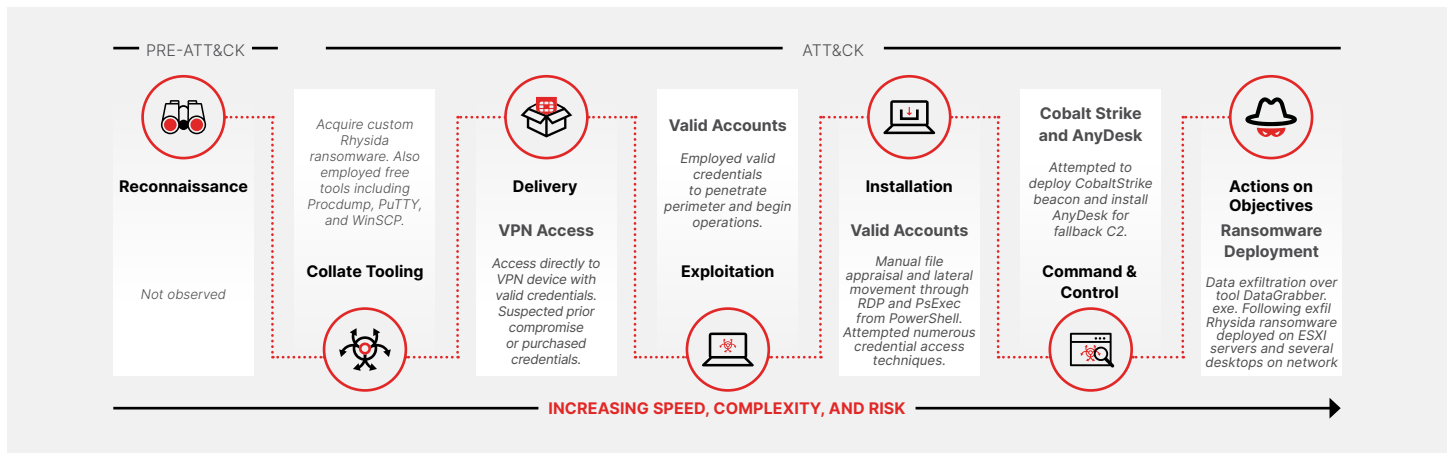 PRE-ATT&CK
ATT&CK
Reconnaissance
Not observed
Acquire custom
Rhysida
ransomware. Also
employed free
tools including
Procdump, PuTTY,
and WinSCP.
Collate Tooling
Delivery
VPN Access
Access directly to
VPN device with
valid credentials.
Suspected prior
compromise
or purchased
credentials.
Valid Accounts
Employed valid
credentials
to penetrate
perimeter and begin
operations.
Exploitation
Installation
Valid Accounts
Manual file
appraisal and lateral
movement through
RDP and PsExec
from PowerShell.
Attempted numerous
credential access
techniques.
Cobalt Strike
and AnyDesk
Attempted to
deploy CobaltStrike
beacon and install
AnyDesk for
fallback C2.
Command &
Control
Actions on
Objectives
Ransomware
Deployment
Data exfiltration over
tool DataGrabber.
exe. Following exfil
Rhysida ransomware
deployed on ESXI
servers and several
desktops on network
INCREASING SPEED, COMPLEXITY, AND RISK